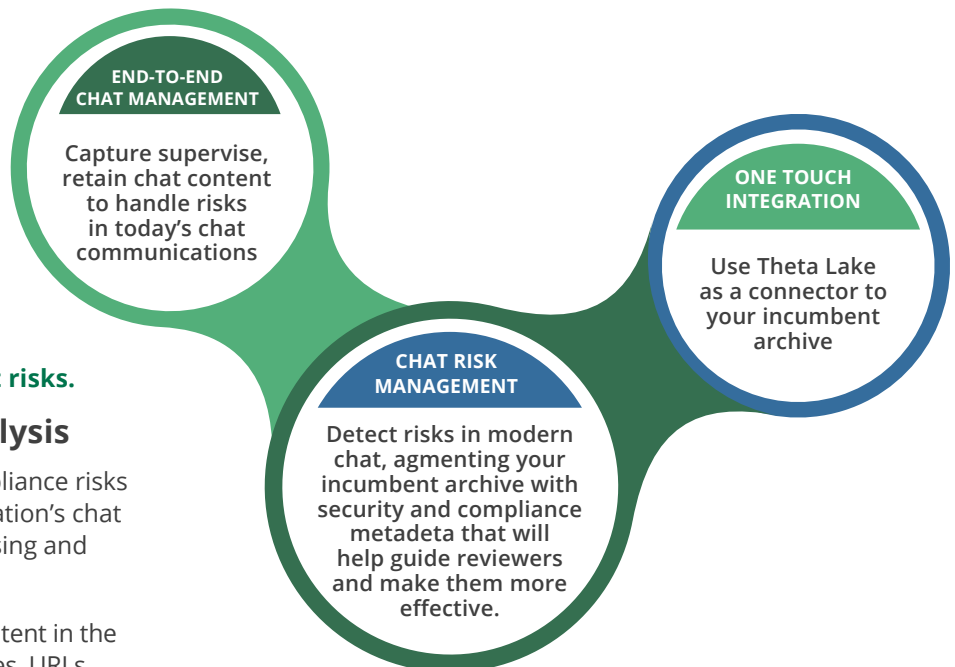 END-TO-END
CHAT MANAGEMENT
Capture supervise,
retain chat content
to handle risks
in today's chat
communications
ONE TOUCH
INTEGRATION
Use Theta Lake
as a connector to
your incumbent
archive
CHAT RISK
MANAGEMENT
Detect risks in modern
chat, agmenting your
incumbent archive with
security and compliance
metadeta that will
help guide reviewers
and make them more
effective.
risks.
lysis
pliance risks
ation's chat
sing and
tent in the
es, URLs